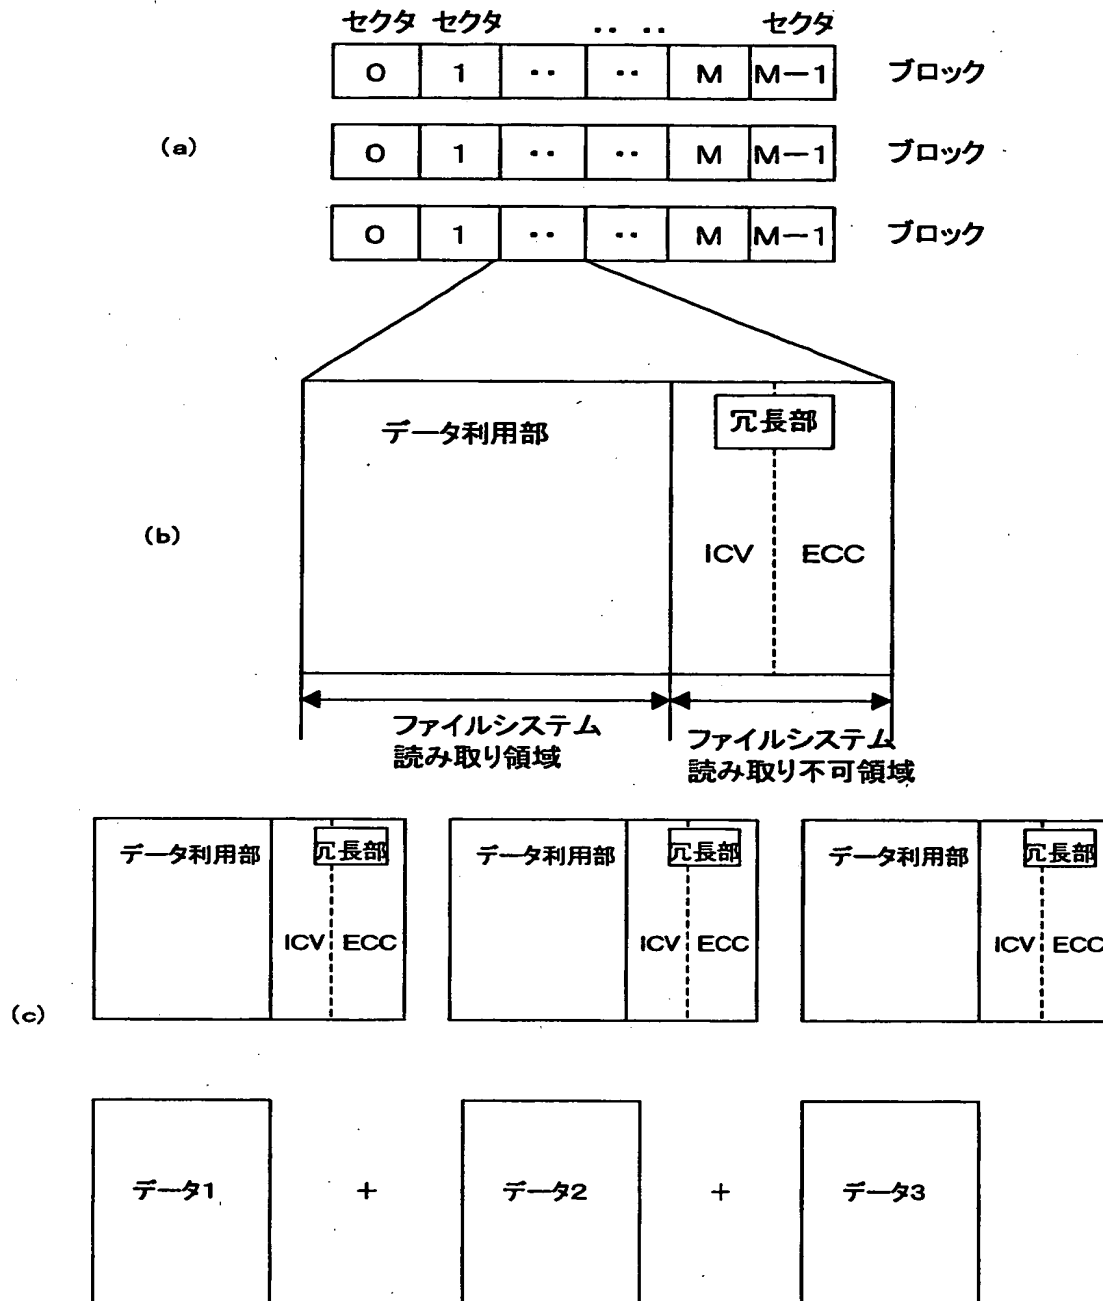 セクタ セクタ ‥ ‥ セクタ
0 1 ‥ ‥ M M−1 ブロック
(a)
0 1 ‥ ‥ M M−1 ブロック
0 1 ‥ ‥ M M−1 ブロック
(b)
データ利用部
冗長部
ICV ECC
ファイルシステム
読み取り領域
ファイルシステム
読み取り不可領域
(c)
データ利用部 冗長部 データ利用部 冗長部 データ利用部 冗長部
ICV ECC ICV ECC ICV ECC
データ1 + データ2 + データ3